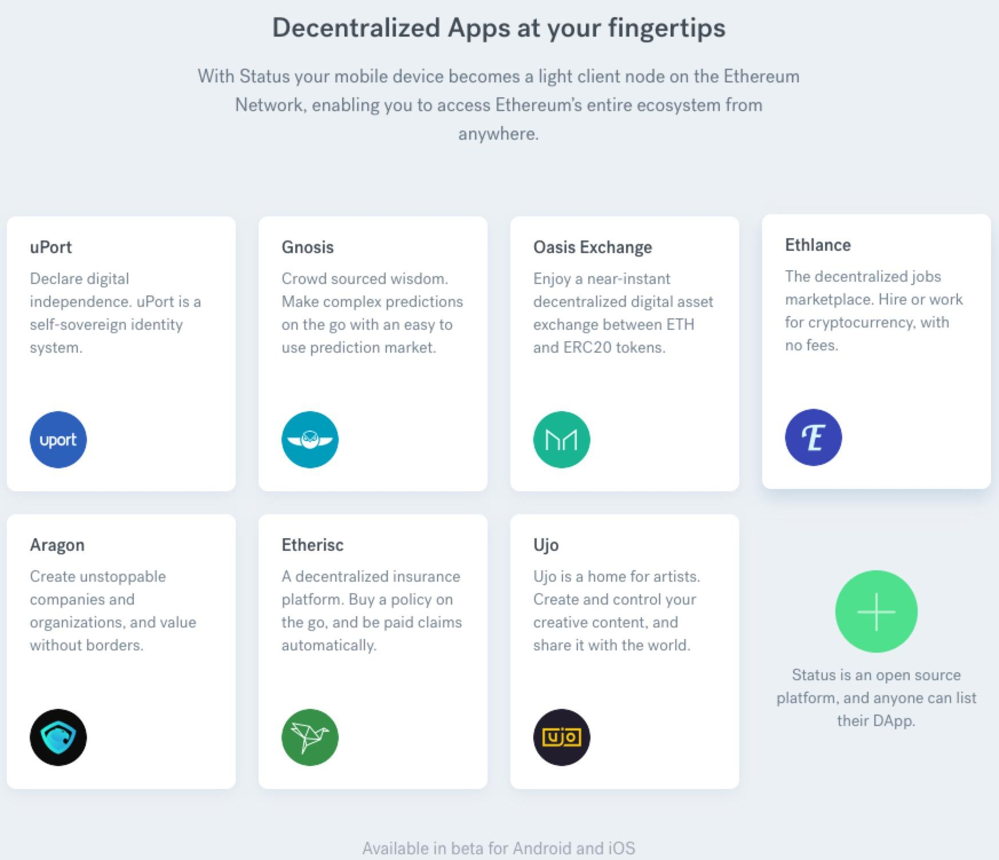 Decentralized Apps at your fingertips
With Status your mobile device becomes a light client node on the Ethereum
Network, enabling you to access Ethereum’s entire ecosystem from
anywhere.
uPort
Declare digital
independence. uPort is a
self-sovereign identity
system.
uport
Gnosis
Crowd sourced wisdom.
Make complex predictions
on the go with an easy to
use prediction market.
Oasis Exchange
Enjoy a near-instant
decentralized digital asset
exchange between ETH
and ERC20 tokens.
Ethlance
The decentralized jobs
marketplace. Hire or work
for cryptocurrency, with
no fees.
E
Aragon
Create unstoppable
companies and
organizations, and value
without borders.
Etherisc
A decentralized insurance
platform. Buy a policy on
the go, and be paid claims
automatically.
Ujo
Ujo is a home for artists.
Create and control your
creative content, and
share it with the world.
ujo
Status is an open source
platform, and anyone can list
their DApp.
Available in beta for Android and iOS